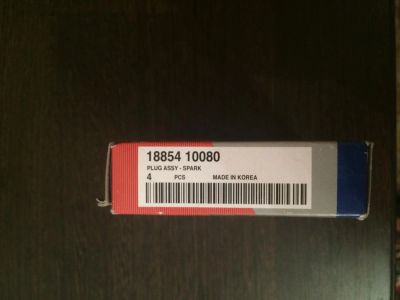 18854 10080
PLUG ASSY - SPARK
4 PCS MADE IN KOREA